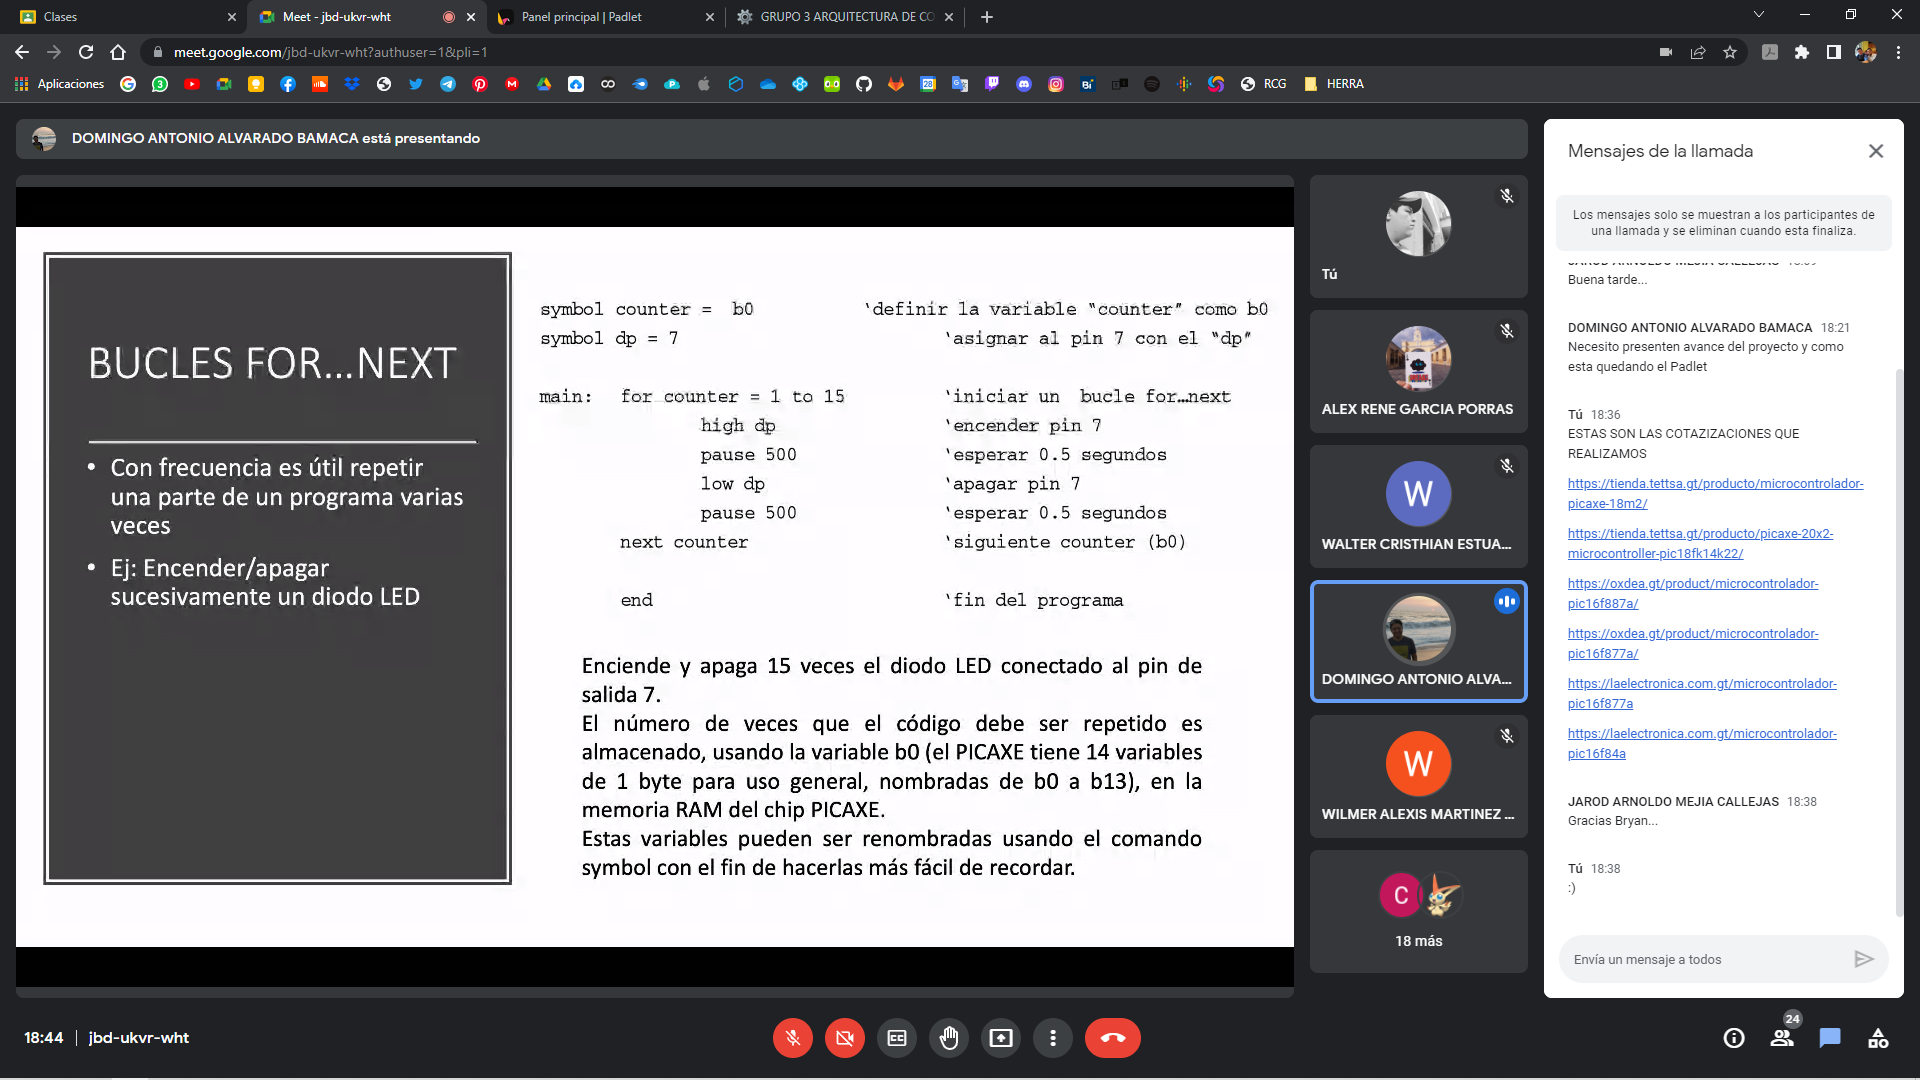 Clases
Meet - jbd-ukvr-wht
Panel principal | Padlet
GRUPO 3 ARQUITECTURA DE CO
meet.google.com/jbd-ukvr-wht?authuser=1&pli=1
Aplicaciones
RCG
HERRA
DOMINGO ANTONIO ALVARADO BAMACA está presentando
BUCLES FOR...NEXT
• Con frecuencia es útil repetir
una parte de un programa varias
veces
• Ej: Encender/apagar
sucesivamente un diodo LED
symbol counter = b0 ‛definir la variable “counter” como b0
symbol dp = 7 ‛asignar al pin 7 con el “dp”
main: for counter = 1 to 15 ‛iniciar un bucle for…next
high dp ‛encender pin 7
pause 500 ‛esperar 0.5 segundos
low dp ‛apagar pin 7
pause 500 ‛esperar 0.5 segundos
next counter ‛siguiente counter (b0)
end ‛fin del programa
Enciende y apaga 15 veces el diodo LED conectado al pin de
salida 7.
El número de veces que el código debe ser repetido es
almacenado, usando la variable b0 (el PICAXE tiene 14 variables
de 1 byte para uso general, nombradas de b0 a b13), en la
memoria RAM del chip PICAXE.
Estas variables pueden ser renombradas usando el comando
symbol con el fin de hacerlas más fácil de recordar.
Tú
ALEX RENE GARCIA PORRAS
W
WALTER CRISTHIAN ESTUA...
DOMINGO ANTONIO ALVA...
W
WILMER ALEXIS MARTINEZ ...
C
18 más
Mensajes de la llamada
Los mensajes solo se muestran a los participantes de
una llamada y se eliminan cuando esta finaliza.
Buena tarde...
DOMINGO ANTONIO ALVARADO BAMACA 18:21
Necesito presenten avance del proyecto y como
esta quedando el Padlet
Tú 18:36
ESTAS SON LAS COTAZIZACIONES QUE
REALIZAMOS
https://tienda.tettsa.gt/producto/microcontrolador-
picaxe-18m2/
https://tienda.tettsa.gt/producto/picaxe-20x2-
microcontroller-pic18fk14k22/
https://oxdea.gt/product/microcontrolador-
pic16f887a/
https://oxdea.gt/product/microcontrolador-
pic16f877a/
https://laelectronica.com.gt/microcontrolador-
pic16f877a
https://laelectronica.com.gt/microcontrolador-
pic16f84a
JAROD ARNOLDO MEJIA CALLEJAS 18:38
Gracias Bryan...
Tú 18:38
:)
Envía un mensaje a todos
18:44 | jbd-ukvr-wht
24